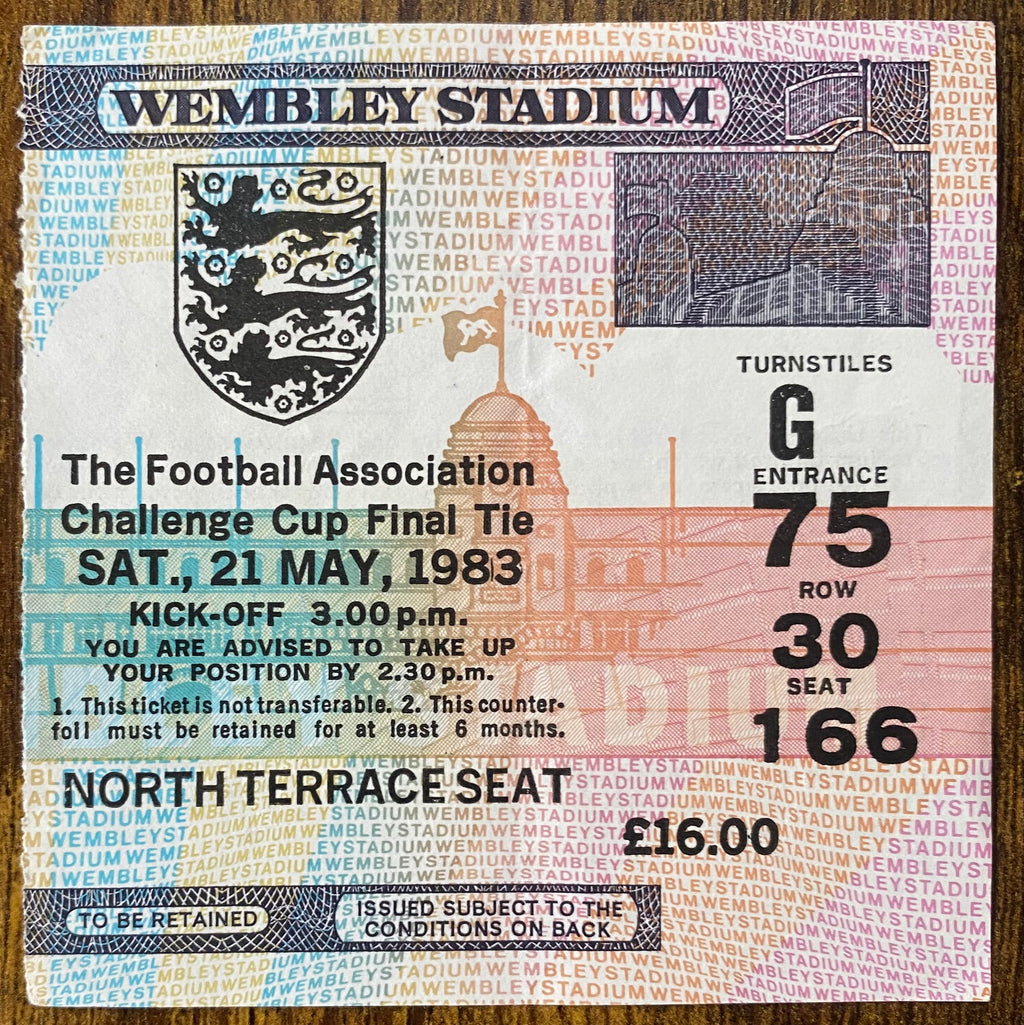 WEMBLEY STADIUM
TURNSTILES
G
ENTRANCE
75
ROW
30
SEAT
166
The Football Association
Challenge Cup Final Tie
SAT., 21 MAY, 1983
KICK-OFF 3.00 p.m.
YOU ARE ADVISED TO TAKE UP
YOUR POSITION BY 2.30 p.m.
1. This ticket is not transferable. 2. This counter-
foil must be retained for at least 6 months.
NORTH TERRACE SEAT
£16.00
TO BE RETAINED
ISSUED SUBJECT TO THE
CONDITIONS ON BACK